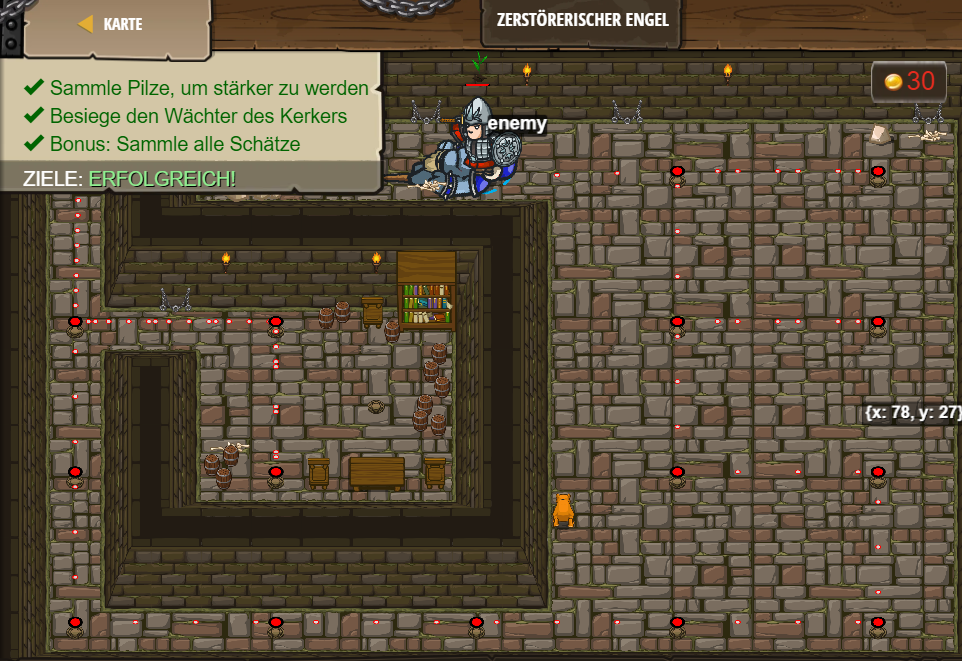 KARTE
ZERSTÖRERISCHER ENGEL
Sammle Pilze, um stärker zu werden
Besiege den Wächter des Kerkers
Bonus: Sammle alle Schätze
ZIELE: ERFOLGREICH!
30
enemy
{x: 78, y: 27}